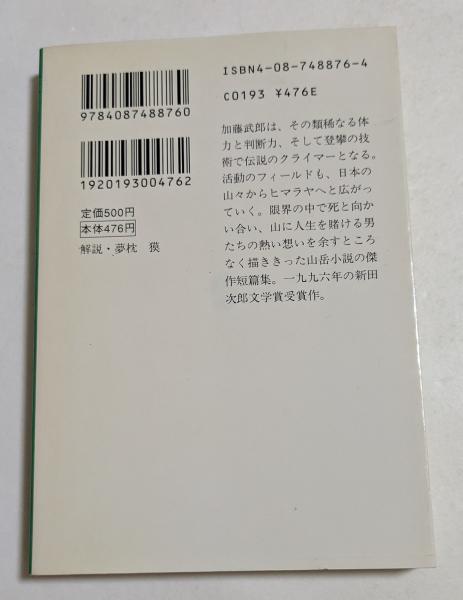 ISBN4-08-748876-4
C0193 ¥476E
9784087488760
1920193004762
定価500円
本体476円
解説・夢枕　獏
加藤武郎は、その類稀なる体
力と判断力、そして登攀の技
術で伝説のクライマーとなる。
活動のフィールドも、日本の
山々からヒマラヤへと広がっ
ていく。限界の中で死と向か
い合い、山に人生を賭ける男
たちの熱い想いを余すところ
なく描ききった山岳小説の傑
作短篇集。一九九六年の新田
次郎文学賞受賞作。